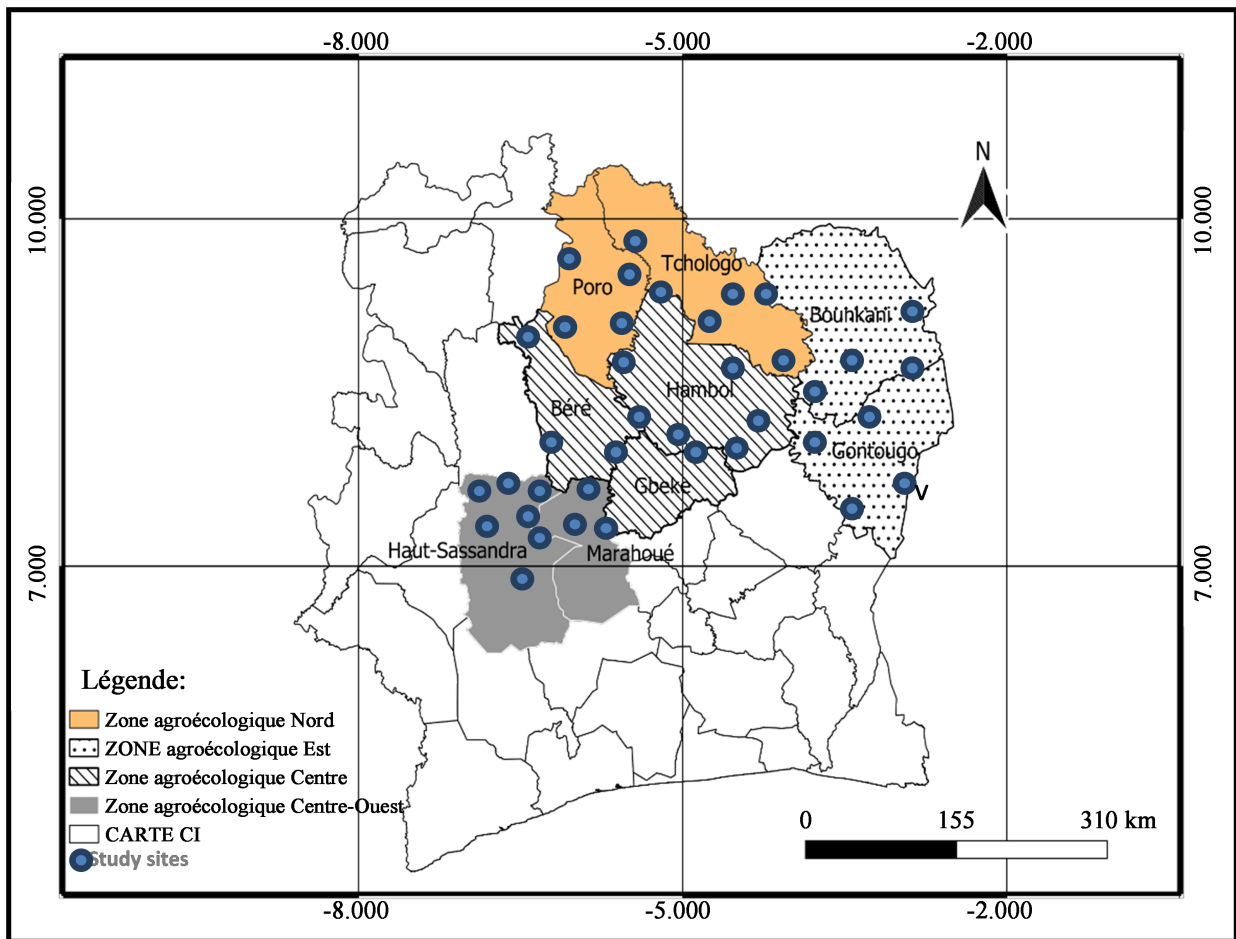 -8.000 -5.000 -2.000
N
10.000 10.000
Tchologo
Poro
Bouhkani
Hambol
Béré
Gontougo
Gbeke
V
Haut-Sassandra Marahoué
7.000 7.000
Légende:
Zone agroécologique Nord
ZONE agroécologique Est
Zone agroécologique Centre
Zone agroécologique Centre-Ouest
CARTE CI
Study sites
0 155 310 km
-8.000 -5.000 -2.000